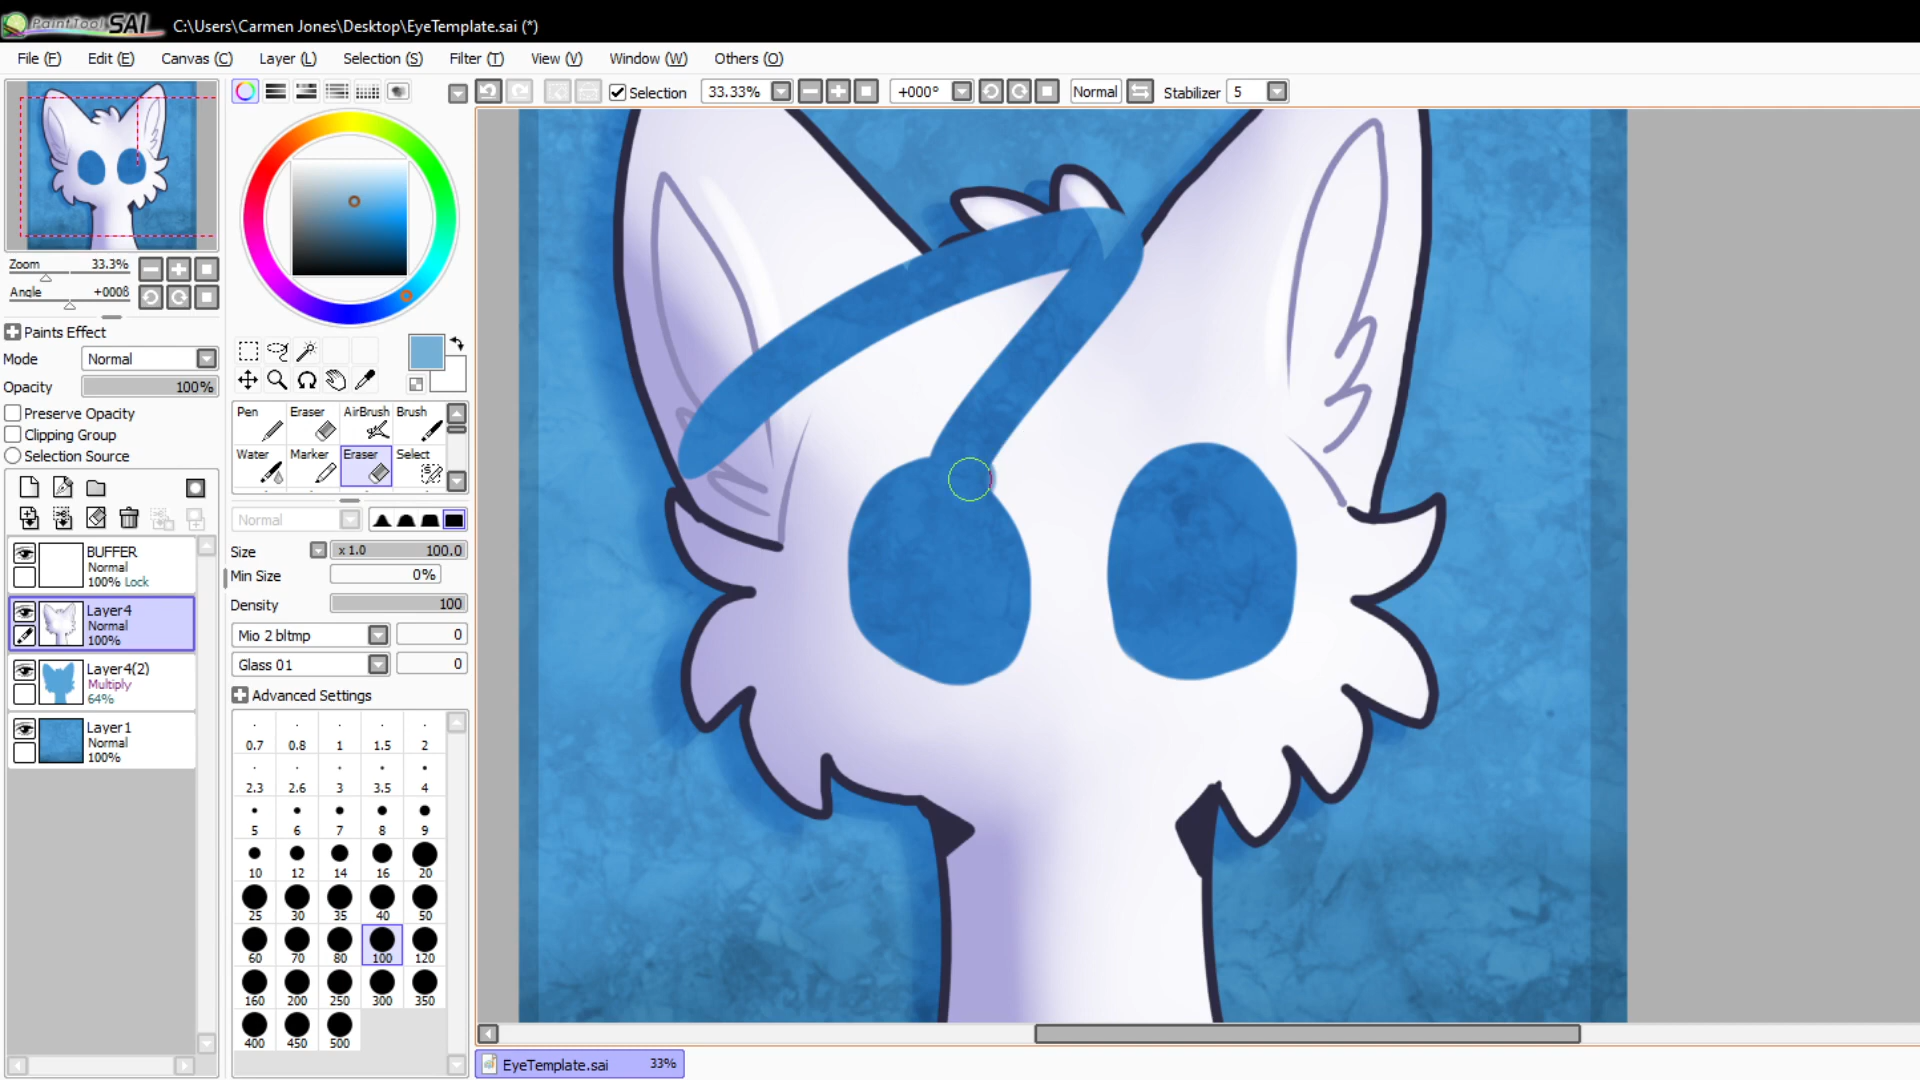 PaintTool SAI C:\Users\Carmen Jones\Desktop\EyeTemplate.sai (*)
File (F) Edit (E) Canvas (C) Layer (L) Selection (S) Filter (T) View (V) Window (W) Others (O)
Selection 33.33% +000° Normal Stabilizer 5
Zoom 33.3%
Angle +000ß
Paints Effect
Mode Normal
Opacity 100%
Preserve Opacity
Clipping Group
Selection Source
BUFFER
Normal
100% Lock
Layer4
Normal
100%
Layer4(2)
Multiply
64%
Layer1
Normal
100%
Pen Eraser AirBrush Brush
Water Marker Eraser Select
Normal
Size x 1.0 100.0
Min Size 0%
Density 100
Mio 2 bltmp 0
Glass 01 0
Advanced Settings
0.7 0.8 1 1.5 2
2.3 2.6 3 3.5 4
5 6 7 8 9
10 12 14 16 20
25 30 35 40 50
60 70 80 100 120
160 200 250 300 350
400 450 500
EyeTemplate.sai 33%